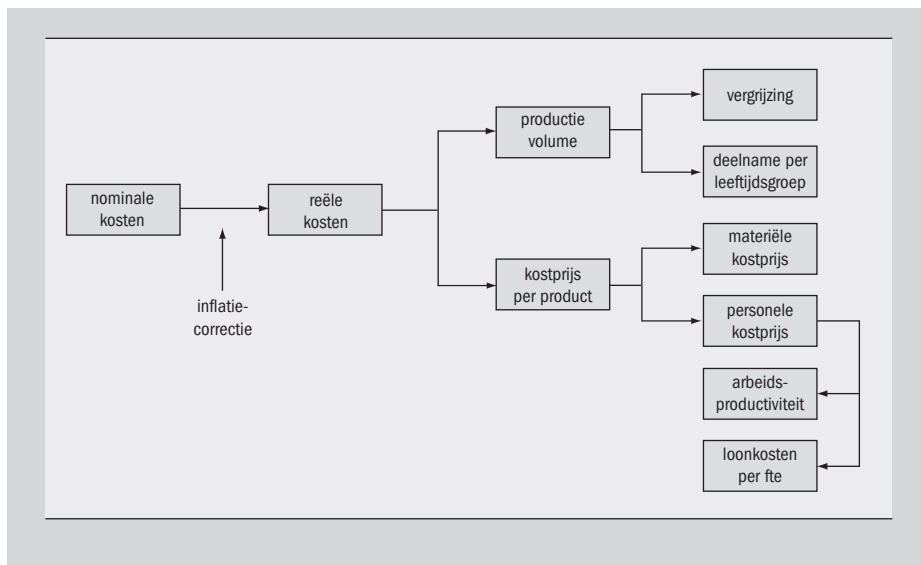 nominale
kosten
inflatie-
correctie
reële
kosten
productie
volume
kostprijs
per product
vergrijzing
deelname per
leeftijdsgroep
materiële
kostprijs
personele
kostprijs
arbeids-
productiviteit
loonkosten
per fte